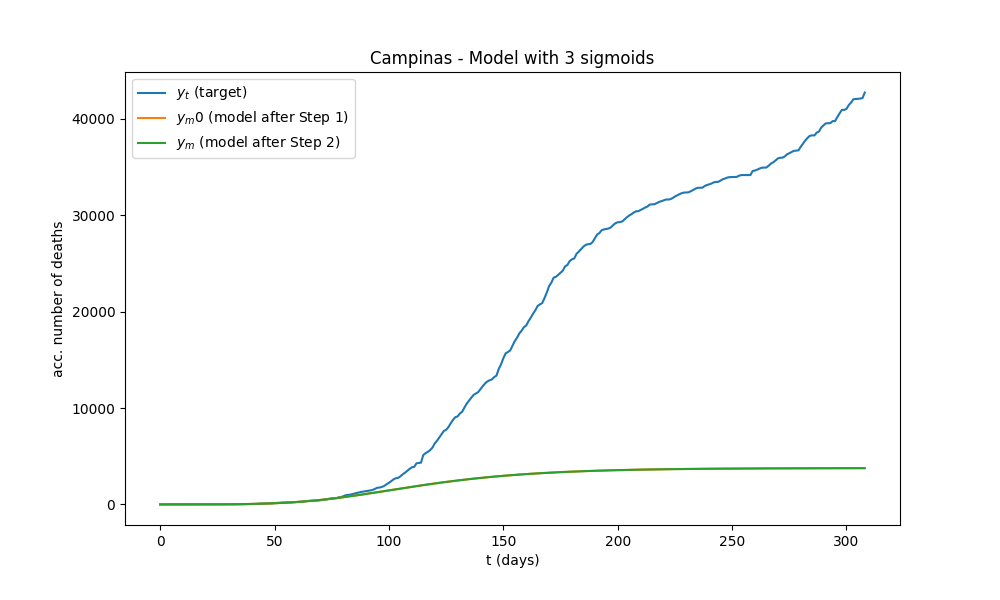 Campinas - Model with 3 sigmoids
y_t (target)
y_m0 (model after Step 1)
y_m (model after Step 2)
acc. number of deaths
40000
30000
20000
10000
0
0 50 100 150 200 250 300
t (days)